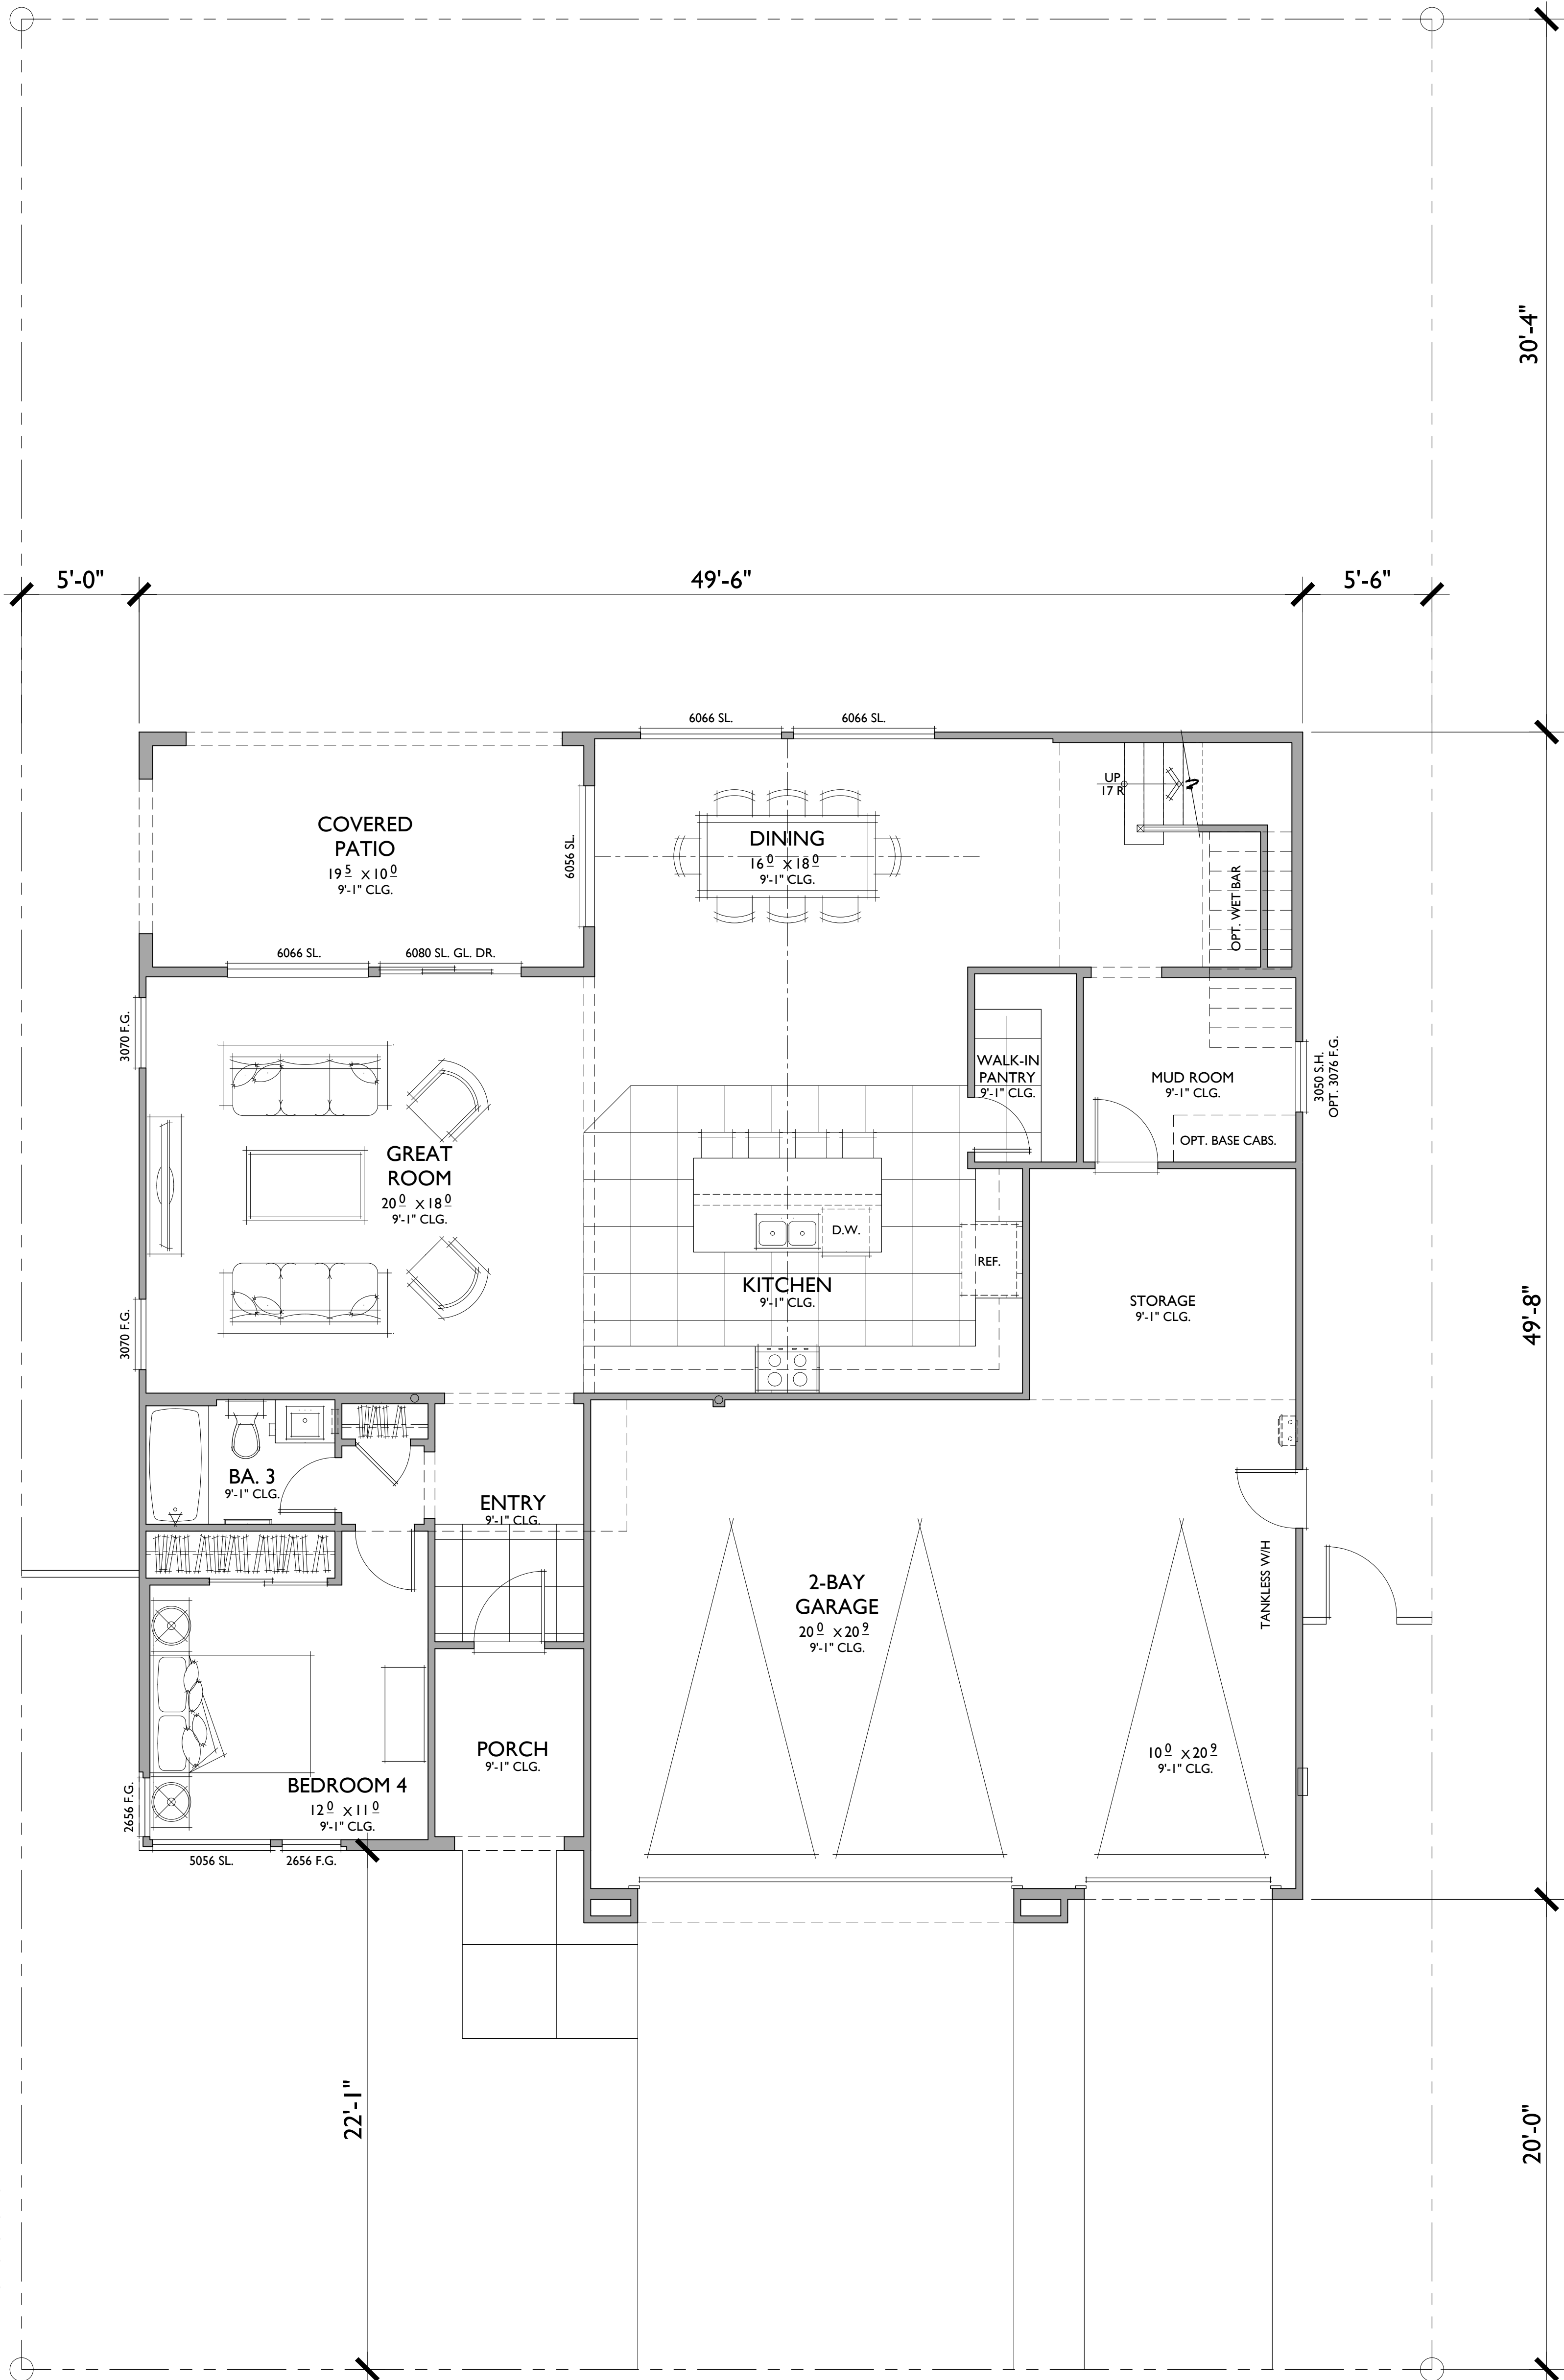 30'-4"
5'-0"
49'-6"
5'-6"
6066 SL.
6066 SL.
UP
17 R
COVERED
PATIO
19 5 X 10 0
9'-1" CLG.
6056 SL.
DINING
16 0 X 18 0
9'-1" CLG.
OPT. WET BAR
6066 SL.
6080 SL. GL. DR.
3070 F.G.
WALK-IN
PANTRY
9'-1" CLG.
MUD ROOM
9'-1" CLG.
3050 S.H.
OPT. 3076 F.G.
OPT. BASE CABS.
GREAT
ROOM
20 0 X 18 0
9'-1" CLG.
D.W.
REF.
KITCHEN
9'-1" CLG.
STORAGE
9'-1" CLG.
49'-8"
3070 F.G.
BA. 3
9'-1" CLG.
ENTRY
9'-1" CLG.
TANKLESS W/H
2-BAY
GARAGE
20 0 X 20 9
9'-1" CLG.
PORCH
9'-1" CLG.
10 0 X 20 9
9'-1" CLG.
BEDROOM 4
12 0 X 11 0
9'-1" CLG.
2656 F.G.
5056 SL.
2656 F.G.
22'-1"
20'-0"